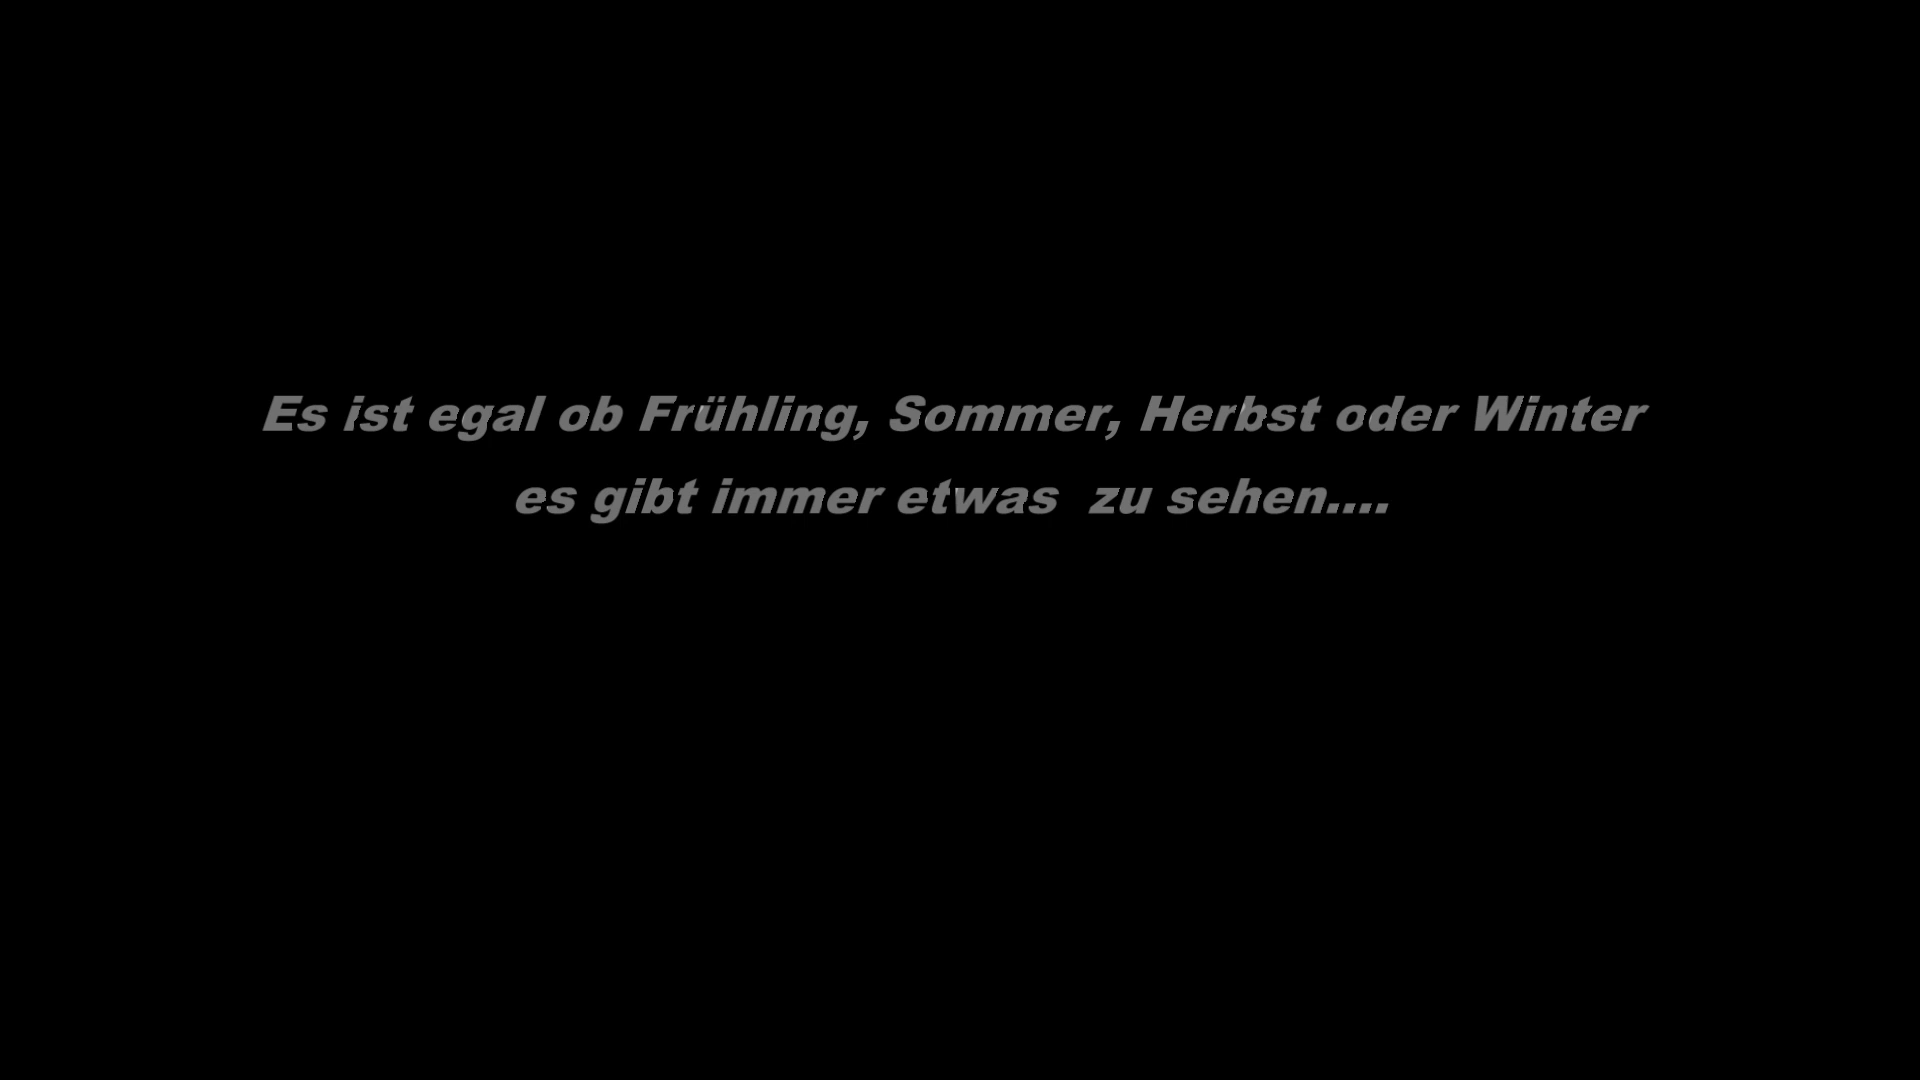 Es ist egal ob Frühling, Sommer, Herbst oder Winter
es gibt immer etwas  zu sehen....